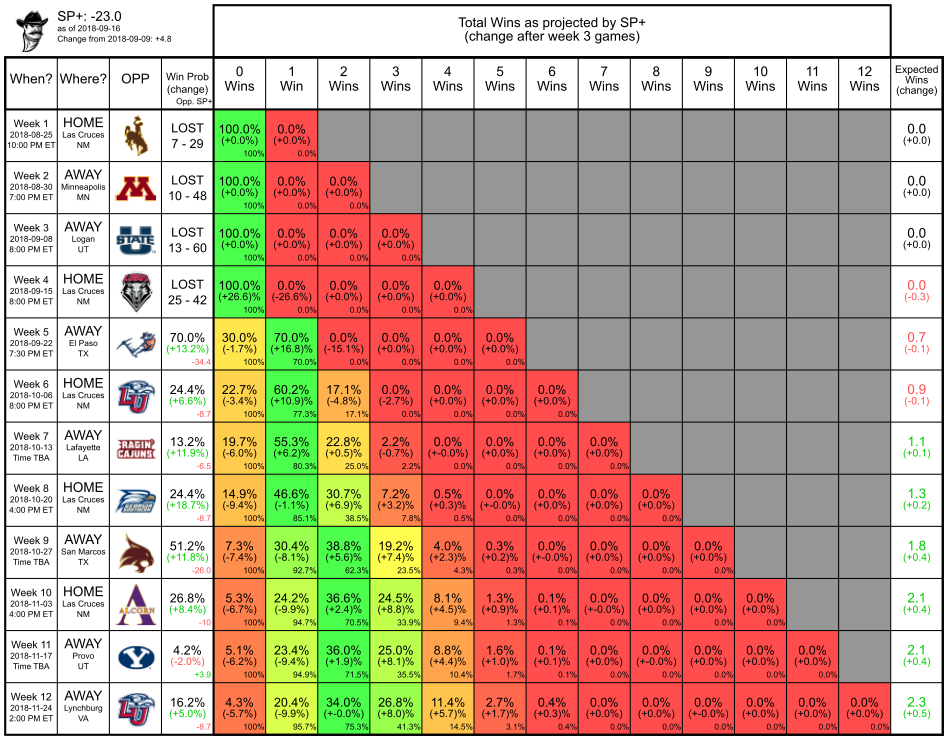 SP+: -23.0
as of 2018-09-16
Change from 2018-09-09: +4.8
Total Wins as projected by SP+
(change after week 3 games)
When? Where? OPP Win Prob (change) Opp. SP+ 0 Wins 1 Win 2 Wins 3 Wins 4 Wins 5 Wins 6 Wins 7 Wins 8 Wins 9 Wins 10 Wins 11 Wins 12 Wins Expected Wins (change)
Week 1 HOME LOST 100.0% 0.0% 0.0
2018-08-25 Las Cruces 7 - 29 (+0.0%) (+0.0%) (+0.0)
10:00 PM ET NM 100% 0.0%
Week 2 AWAY LOST 100.0% 0.0% 0.0% 0.0
2018-08-30 Minneapolis M 10 - 48 (+0.0%) (+0.0%) (+0.0%) (+0.0)
7:00 PM ET MN 100% 0.0% 0.0%
Week 3 AWAY LOST 100.0% 0.0% 0.0% 0.0% 0.0
2018-09-08 Logan STATE 13 - 60 (+0.0%) (+0.0%) (+0.0%) (+0.0%) (+0.0)
8:00 PM ET UT 100% 0.0% 0.0% 0.0%
Week 4 HOME LOST 100.0% 0.0% 0.0% 0.0% 0.0% 0.0
2018-09-15 Las Cruces 25 - 42 (+26.6)% (-26.6%) (+0.0%) (+0.0%) (+0.0%) (-0.3)
8:00 PM ET NM 100% 0.0% 0.0% 0.0% 0.0%
Week 5 AWAY 70.0% 30.0% 70.0% 0.0% 0.0% 0.0% 0.0% 0.7
2018-09-22 El Paso (+13.2%) (-1.7%) (+16.8)% (-15.1%) (+0.0%) (+0.0%) (+0.0%) (-0.1)
7:30 PM ET TX -34.4 100% 70.0% 0.0% 0.0% 0.0% 0.0%
Week 6 HOME 24.4% 22.7% 60.2% 17.1% 0.0% 0.0% 0.0% 0.0% 0.9
2018-10-06 Las Cruces LU (+6.6%) (-3.4%) (+10.9)% (-4.8%) (-2.7%) (+0.0%) (+0.0%) (+0.0%) (-0.1)
8:00 PM ET NM -8.7 100% 77.3% 17.1% 0.0% 0.0% 0.0% 0.0%
Week 7 AWAY RAGIN' 13.2% 19.7% 55.3% 22.8% 2.2% 0.0% 0.0% 0.0% 0.0% 1.1
2018-10-13 Lafayette CAJUNS (+11.9%) (-6.0%) (+6.2)% (+0.5)% (-0.7%) (+-0.0%) (+0.0%) (+0.0%) (+0.0%) (+0.1)
Time TBA LA -6.5 100% 80.3% 25.0% 2.2% 0.0% 0.0% 0.0% 0.0%
Week 8 HOME 24.4% 14.9% 46.6% 30.7% 7.2% 0.5% 0.0% 0.0% 0.0% 0.0% 1.3
2018-10-20 Las Cruces (+18.7%) (-9.4%) (-1.1%) (+6.9)% (+3.2)% (+0.3)% (+-0.0%) (+0.0%) (+0.0%) (+0.0%) (+0.2)
4:00 PM ET NM -8.7 100% 85.1% 38.5% 7.8% 0.5% 0.0% 0.0% 0.0% 0.0%
Week 9 AWAY 51.2% 7.3% 30.4% 38.8% 19.2% 4.0% 0.3% 0.0% 0.0% 0.0% 0.0% 1.8
2018-10-27 San Marcos (+11.8%) (-7.4%) (-8.1%) (+5.6)% (+7.4)% (+2.3)% (+0.2)% (+-0.0%) (+0.0%) (+0.0%) (+0.0%) (+0.4)
Time TBA TX -26.0 100% 92.7% 62.3% 23.5% 4.3% 0.3% 0.0% 0.0% 0.0% 0.0%
Week 10 HOME 26.8% 5.3% 24.2% 36.6% 24.5% 8.1% 1.3% 0.1% 0.0% 0.0% 0.0% 0.0% 2.1
2018-11-03 Las Cruces ALCORN (+8.4%) (-6.7%) (-9.9%) (+2.4)% (+8.8)% (+4.5)% (+0.9)% (+0.1)% (+-0.0%) (+0.0%) (+0.0%) (+0.0%) (+0.4)
4:00 PM ET NM -10 100% 94.7% 70.5% 33.9% 9.4% 1.3% 0.1% 0.0% 0.0% 0.0% 0.0%
Week 11 AWAY 4.2% 5.1% 23.4% 36.0% 25.0% 8.8% 1.6% 0.1% 0.0% 0.0% 0.0% 0.0% 0.0% 2.1
2018-11-17 Provo Y (-2.0%) (-6.2%) (-9.4%) (+1.9)% (+8.1)% (+4.4)% (+1.0)% (+0.1)% (+0.0%) (+-0.0%) (+0.0%) (+0.0%) (+0.0%) (+0.4)
Time TBA UT +3.9 100% 94.9% 71.5% 35.5% 10.4% 1.7% 0.1% 0.0% 0.0% 0.0% 0.0% 0.0%
Week 12 AWAY 16.2% 4.3% 20.4% 34.0% 26.8% 11.4% 2.7% 0.4% 0.0% 0.0% 0.0% 0.0% 0.0% 0.0% 2.3
2018-11-24 Lynchburg LU (+5.0%) (-5.7%) (-9.9%) (+-0.0%) (+8.0)% (+5.7)% (+1.7)% (+0.3)% (+0.0%) (+0.0%) (-0.0%) (+0.0%) (+0.0%) (+0.0%) (+0.5)
2:00 PM ET VA -8.7 100% 95.7% 75.3% 41.3% 14.5% 3.1% 0.4% 0.0% 0.0% 0.0% 0.0% 0.0% 0.0%